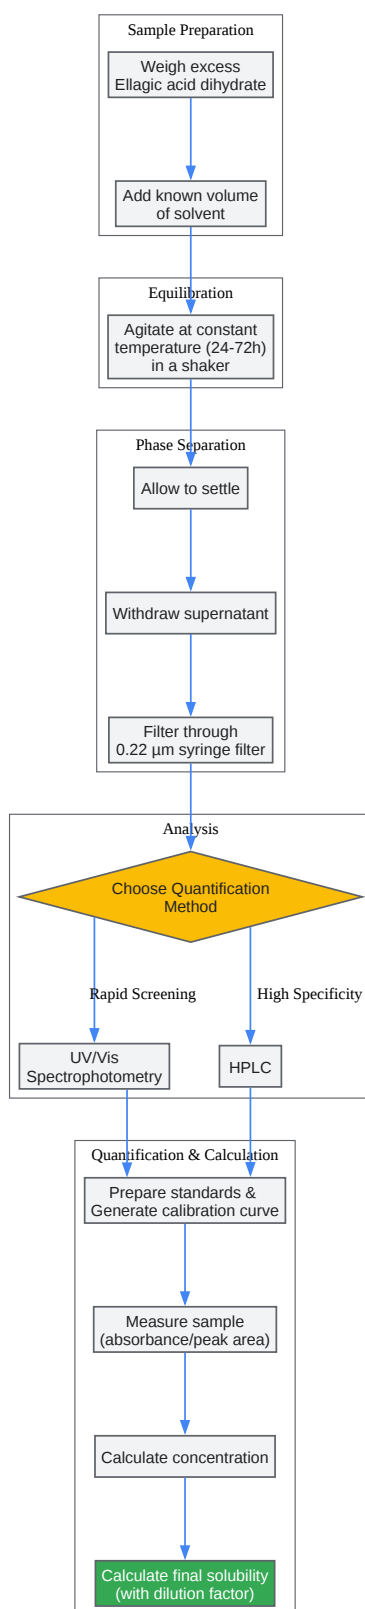 Sample Preparation
Weigh excess
Ellagic acid dihydrate
Add known volume
of solvent
Equilibration
Agitate at constant
temperature (24-72h)
in a shaker
Phase Separation
Allow to settle
Withdraw supernatant
Filter through
0.22 µm syringe filter
Analysis
Choose Quantification
Method
Rapid Screening
High Specificity
UV/Vis
Spectrophotometry
HPLC
Quantification & Calculation
Prepare standards &
Generate calibration curve
Measure sample
(absorbance/peak area)
Calculate concentration
Calculate final solubility
(with dilution factor)